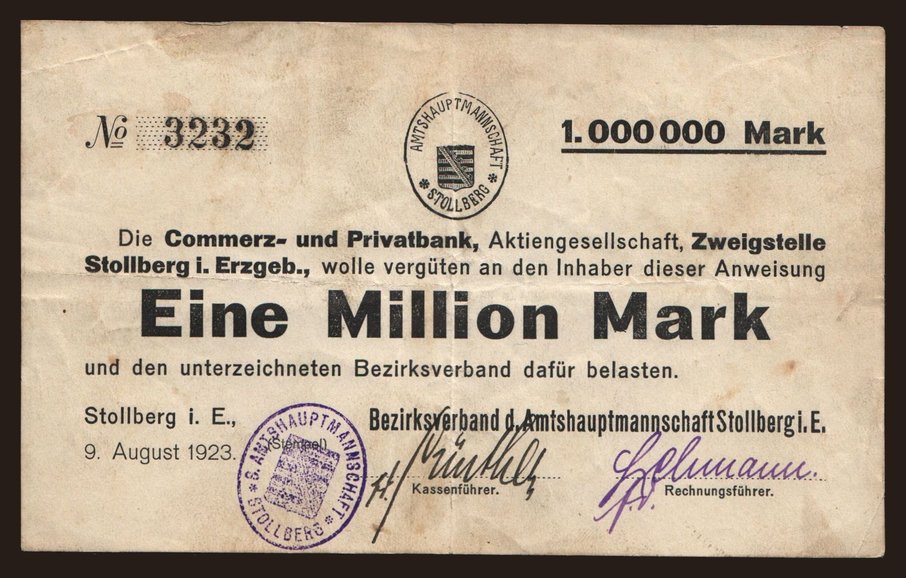 № 3232
AMTSHAUPTMANNSCHAFT
* STOLLBERG *
1.000 000 Mark
Die Commerz- und Privatbank, Aktiengesellschaft, Zweigstelle
Stollberg i. Erzgeb., wolle vergüten an den Inhaber dieser Anweisung
Eine Million Mark
und den unterzeichneten Bezirksverband dafür belasten.
Stollberg i. E.,
9. August 1923.
(Stempel)
S. AMTSHAUPTMANNSCHAFT
* STOLLBERG *
Bezirksverband d. Amtshauptmannschaft Stollberg i. E.
Kassenführer.
Rechnungsführer.